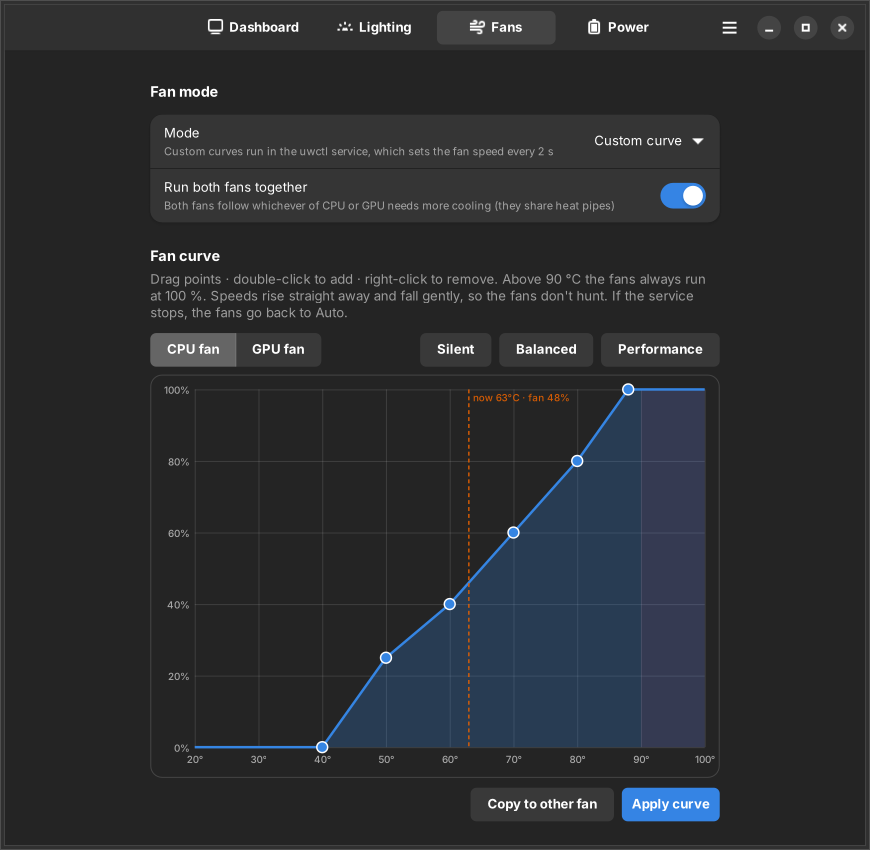 Dashboard
Lighting
Fans
Power
Fan mode
Mode
Custom curves run in the uwctl service, which sets the fan speed every 2 s
Custom curve
Run both fans together
Both fans follow whichever of CPU or GPU needs more cooling (they share heat pipes)
Fan curve
Drag points · double-click to add · right-click to remove. Above 90 °C the fans always run
at 100 %. Speeds rise straight away and fall gently, so the fans don't hunt. If the service
stops, the fans go back to Auto.
CPU fan
GPU fan
Silent
Balanced
Performance
100%
now 63°C · fan 48%
80%
60%
40%
20%
0%
20°
30°
40°
50°
60°
70°
80°
90°
100°
Copy to other fan
Apply curve